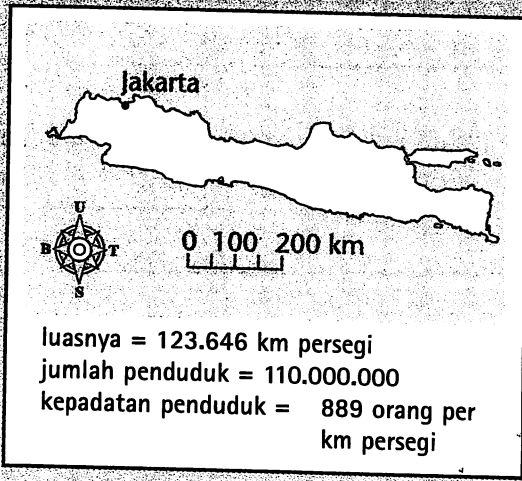 Jakarta
U
B T
S
0 100 200 km
luasnya = 123.646 km persegi
jumlah penduduk = 110.000.000
kepadatan penduduk = 889 orang per
km persegi